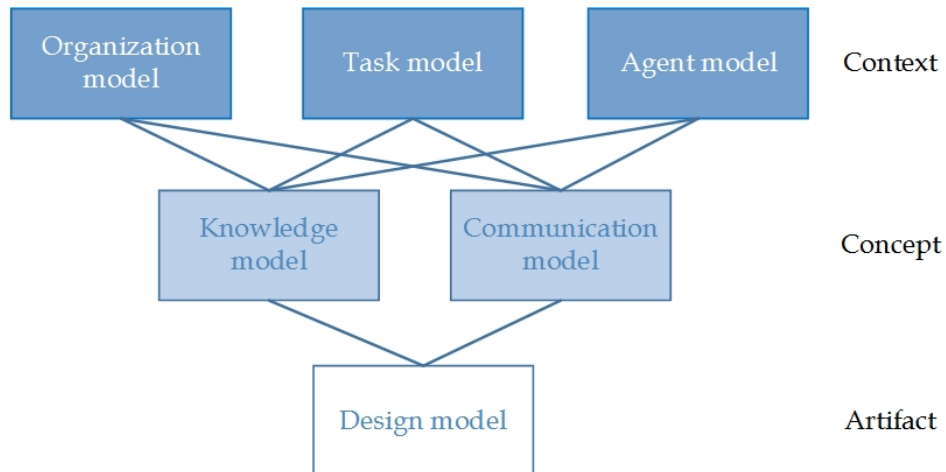 Organization
model
Task model
Agent model
Context
Knowledge
model
Communication
model
Concept
Design model
Artifact